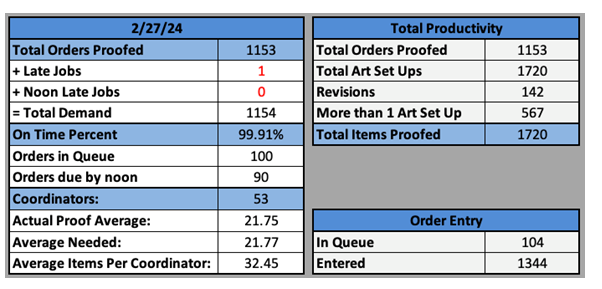 2/27/24
Total Orders Proofed 1153
+ Late Jobs 1
+ Noon Late Jobs 0
= Total Demand 1154
On Time Percent 99.91%
Orders in Queue 100
Orders due by noon 90
Coordinators: 53
Actual Proof Average: 21.75
Average Needed: 21.77
Average Items Per Coordinator: 32.45
Total Productivity
Total Orders Proofed 1153
Total Art Set Ups 1720
Revisions 142
More than 1 Art Set Up 567
Total Items Proofed 1720
Order Entry
In Queue 104
Entered 1344